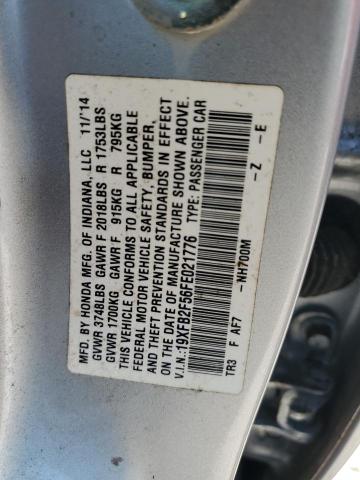 MFD. BY HONDA MFG. OF INDIANA, LLC 11/'14
GVWR 3748LBS GAWR F 2018LBS R 1753LBS
GVWR 1700KG GAWR F 915KG R 795KG
THIS VEHICLE CONFORMS TO ALL APPLICABLE
FEDERAL MOTOR VEHICLE SAFETY, BUMPER,
AND THEFT PREVENTION STANDARDS IN EFFECT
ON THE DATE OF MANUFACTURE SHOWN ABOVE.
V.I.N.:19XFB2F56FE021776 TYPE: PASSENGER CAR
TR3 F AF7 -NH700M -Z -E